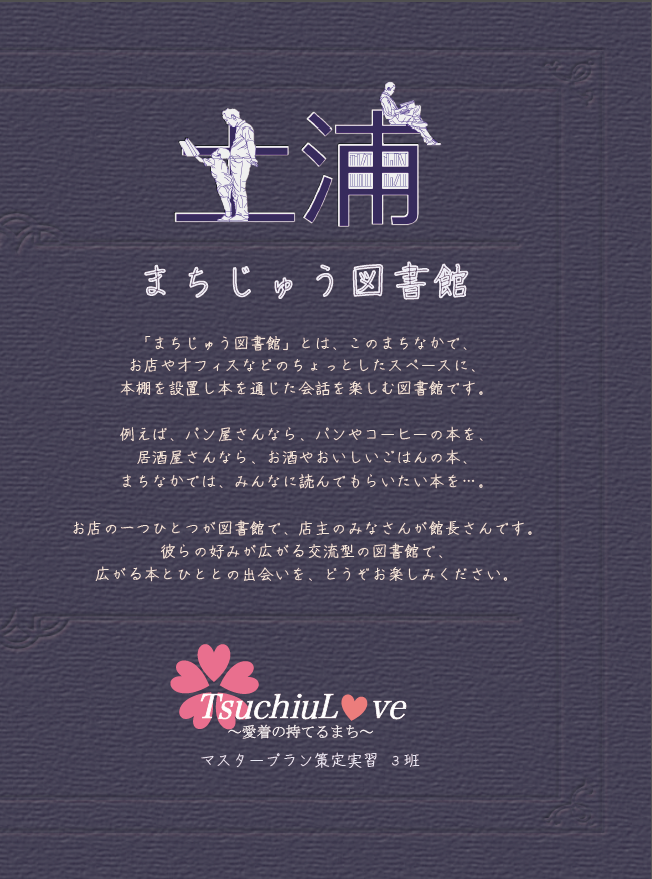 土浦
まちじゅう図書館
「まちじゅう図書館」とは、このまちなかで、
お店やオフィスなどのちょっとしたスペースに、
本棚を設置し本を通じた会話を楽しむ図書館です。
例えば、パン屋さんなら、パンやコーヒーの本を、
居酒屋さんなら、お酒やおいしいごはんの本、
まちなかでは、みんなに読んでもらいたい本を…。
お店の一つひとつが図書館で、店主のみなさんが館長さんです。
彼らの好みが広がる交流型の図書館で、
広がる本とひととの出会いを、どうぞお楽しみください。
TsuchiuL♥ve
～愛着の持てるまち～
マスタープラン策定実習 3班